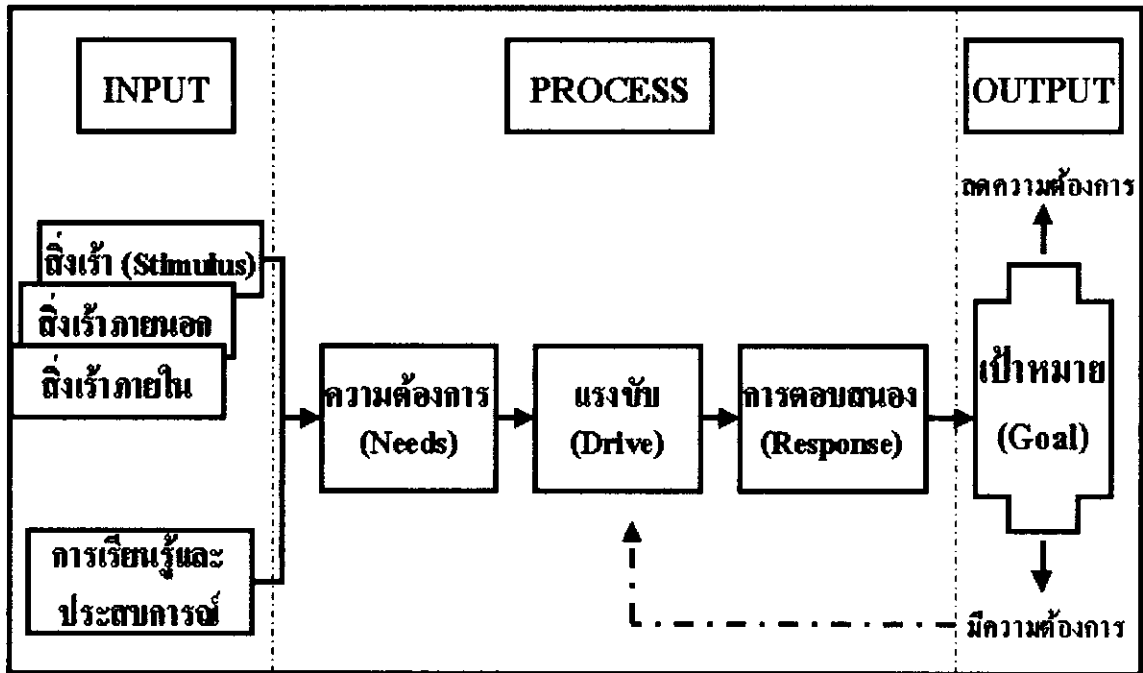 INPUT
PROCESS
OUTPUT
ลดความต้องการ
สิ่งเร้า (Stimulus)
สิ่งเร้าภายนอก
สิ่งเร้าภายใน
ความต้องการ
(Needs)
แรงขับ
(Drive)
การตอบสนอง
(Response)
เป้าหมาย
(Goal)
การเรียนรู้และ
ประสบการณ์
มีความต้องการ